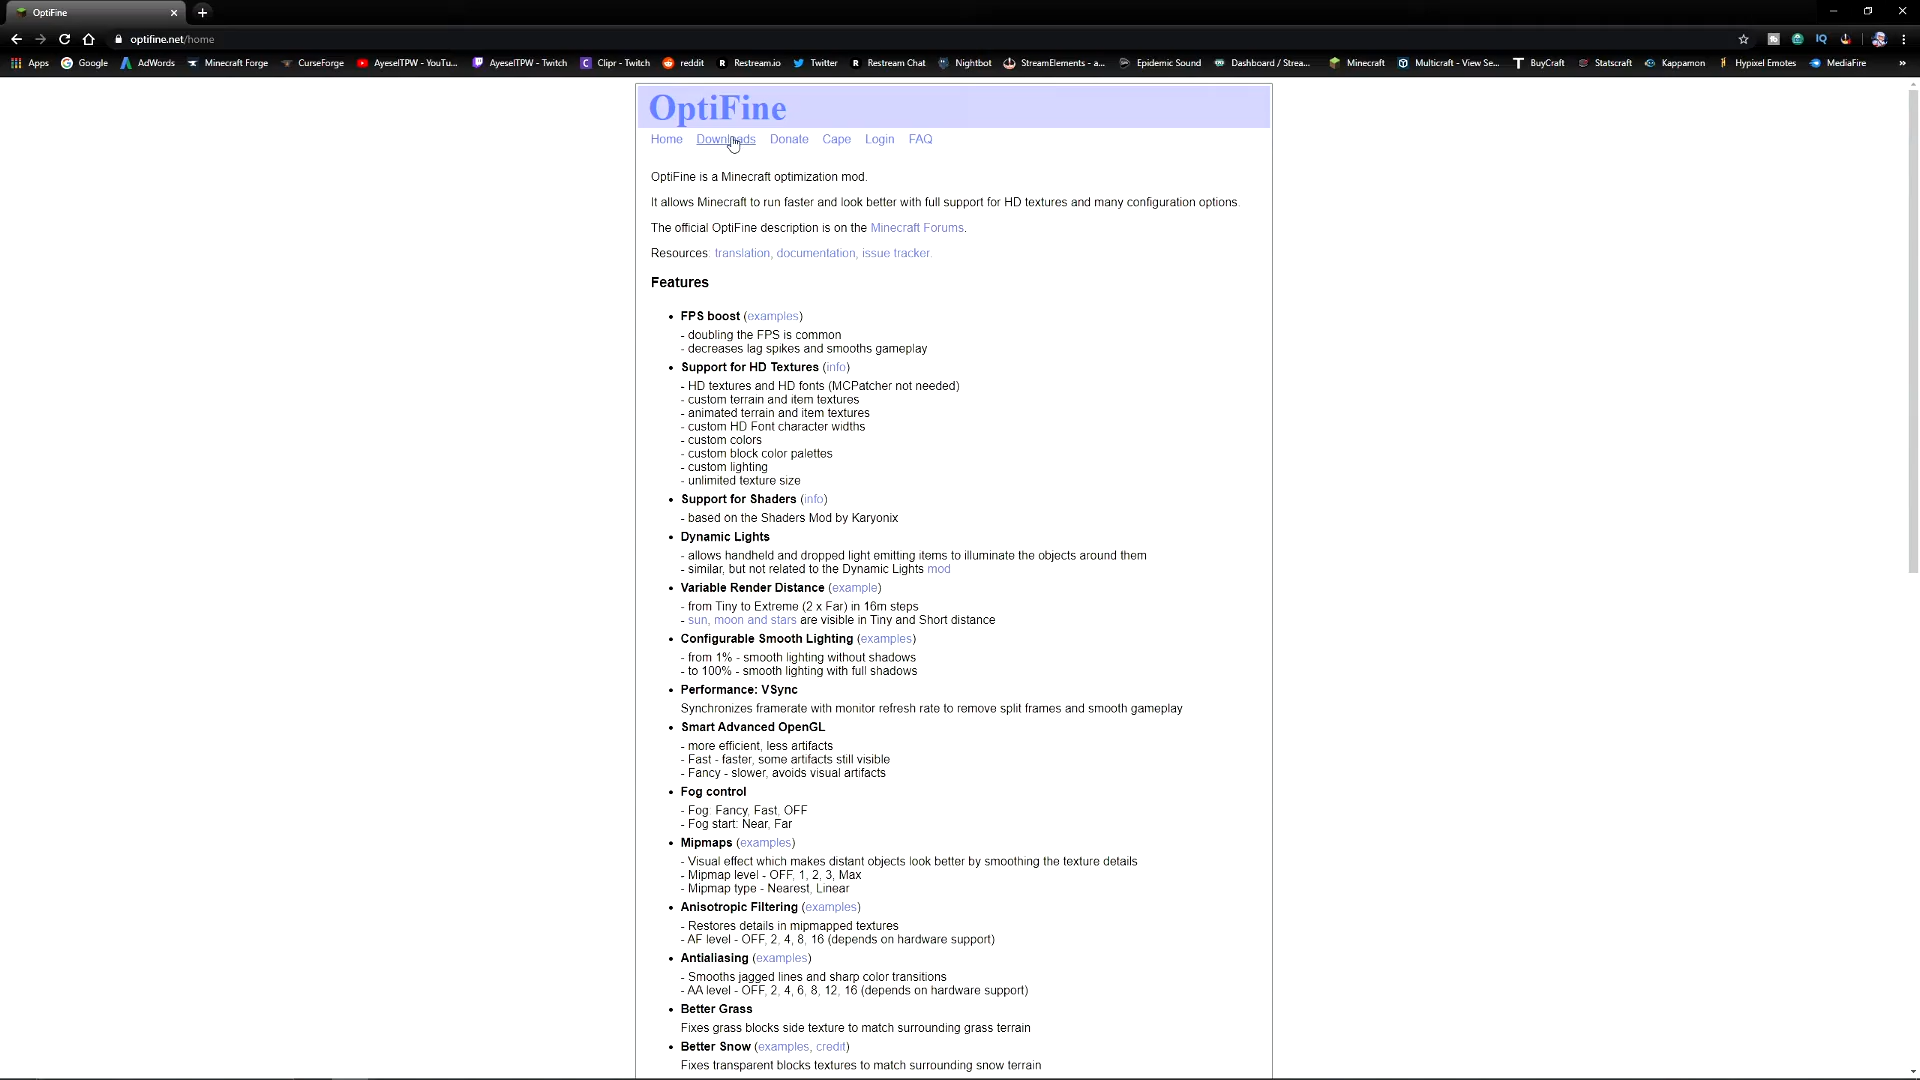 OptiFine
optifine.net/home
Apps Google AdWords Minecraft Forge CurseForge AyeselTPW - YouTu... AyeselTPW - Twitch Clipr - Twitch reddit Restream.io Twitter Restream Chat Nightbot StreamElements - a... Epidemic Sound Dashboard / Strea... Minecraft Multicraft - View Se... BuyCraft Statscraft Kappamon Hypixel Emotes MediaFire »
OptiFine
Home Downloads Donate Cape Login FAQ
OptiFine is a Minecraft optimization mod.
It allows Minecraft to run faster and look better with full support for HD textures and many configuration options.
The official OptiFine description is on the Minecraft Forums.
Resources: translation, documentation, issue tracker.
Features
• FPS boost (examples)
- doubling the FPS is common
- decreases lag spikes and smooths gameplay
• Support for HD Textures (info)
- HD textures and HD fonts (MCPatcher not needed)
- custom terrain and item textures
- animated terrain and item textures
- custom HD Font character widths
- custom colors
- custom block color palettes
- custom lighting
- unlimited texture size
• Support for Shaders (info)
- based on the Shaders Mod by Karyonix
• Dynamic Lights
- allows handheld and dropped light emitting items to illuminate the objects around them
- similar, but not related to the Dynamic Lights mod
• Variable Render Distance (example)
- from Tiny to Extreme (2 x Far) in 16m steps
- sun, moon and stars are visible in Tiny and Short distance
• Configurable Smooth Lighting (examples)
- from 1% - smooth lighting without shadows
- to 100% - smooth lighting with full shadows
• Performance: VSync
Synchronizes framerate with monitor refresh rate to remove split frames and smooth gameplay
• Smart Advanced OpenGL
- more efficient, less artifacts
- Fast - faster, some artifacts still visible
- Fancy - slower, avoids visual artifacts
• Fog control
- Fog: Fancy, Fast, OFF
- Fog start: Near, Far
• Mipmaps (examples)
- Visual effect which makes distant objects look better by smoothing the texture details
- Mipmap level - OFF, 1, 2, 3, Max
- Mipmap type - Nearest, Linear
• Anisotropic Filtering (examples)
- Restores details in mipmapped textures
- AF level - OFF, 2, 4, 8, 16 (depends on hardware support)
• Antialiasing (examples)
- Smooths jagged lines and sharp color transitions
- AA level - OFF, 2, 4, 6, 8, 12, 16 (depends on hardware support)
• Better Grass
Fixes grass blocks side texture to match surrounding grass terrain
• Better Snow (examples, credit)
Fixes transparent blocks textures to match surrounding snow terrain